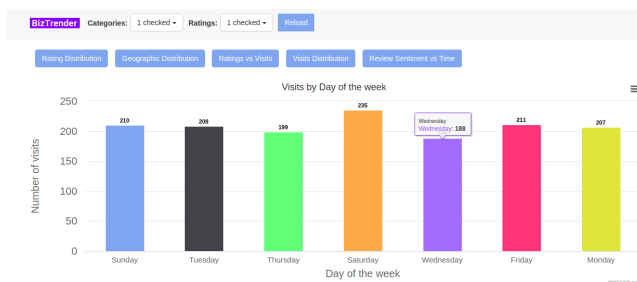 BizTrender Categories: 1 checked Ratings: 1 checked Reload
Rating Distribution Geographic Distribution Ratings vs Visits Visits Distribution Review Sentiment vs Time
Visits by Day of the week
Number of visits
250
200
150
100
50
0
210
208
199
235
Wednesday
Wednesday: 188
211
207
Sunday Tuesday Thursday Saturday Wednesday Friday Monday
Day of the week